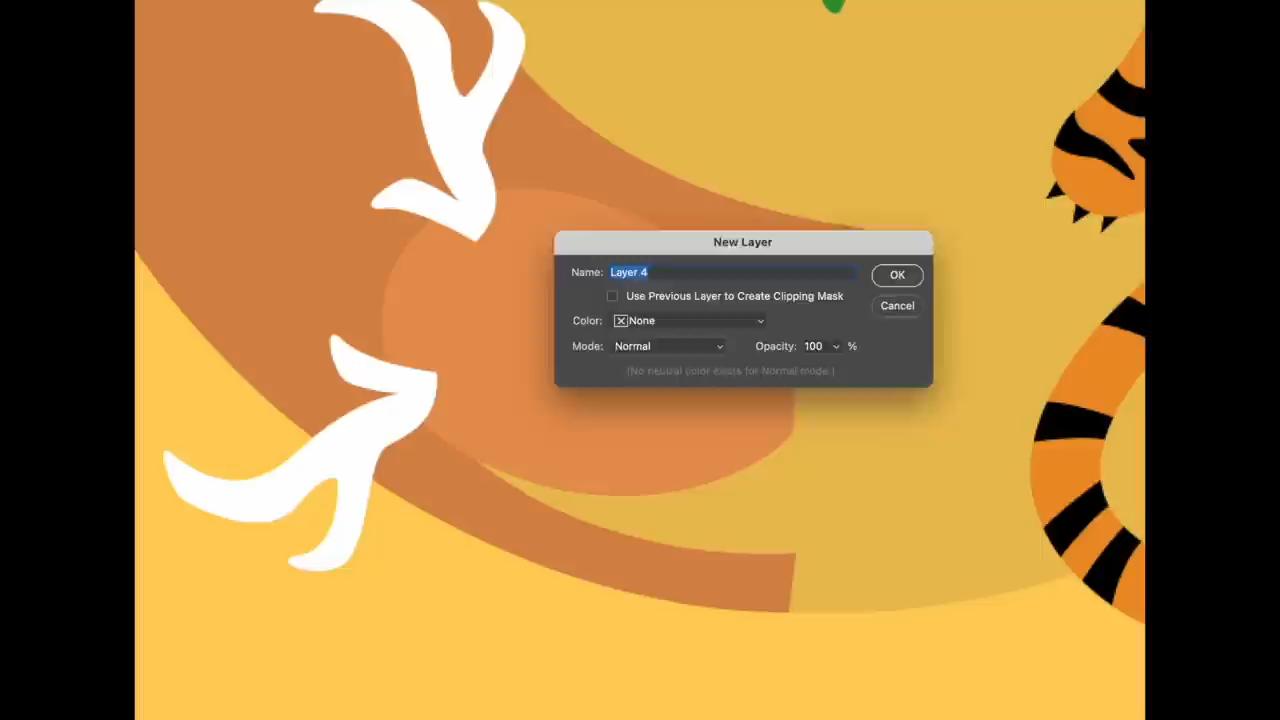 New Layer
Name: Layer 4
OK
Use Previous Layer to Create Clipping Mask
Cancel
Color: None
Mode: Normal Opacity: 100 %
(No neutral color exists for Normal mode.)